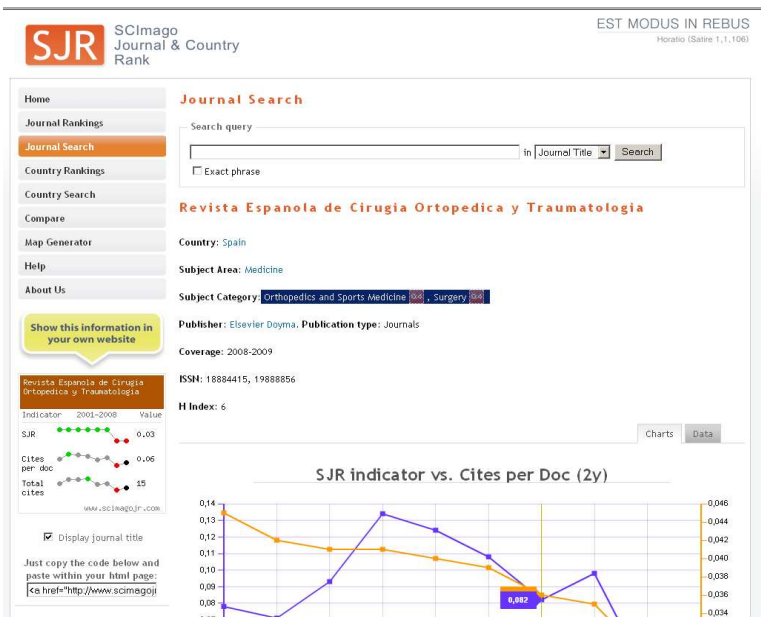 SJR
SCImago
Journal & Country
Rank
EST MODUS IN REBUS
Horatio (Satire 1,1,106)
Home
Journal Rankings
Journal Search
Country Rankings
Country Search
Compare
Map Generator
Help
About Us
Show this information in
your own website
Revista Espanola de Cirugia
Ortopedica y Traumatologia
Indicator 2001-2008 Value
SJR 0.03
Cites
per doc 0.06
Total
cites 15
www.scimagojr.com
Display journal title
Just copy the code below and
paste within your html page:
<a href="http://www.scimagoji
Journal Search
Search query
in Journal Title Search
Exact phrase
Revista Espanola de Cirugia Ortopedica y Traumatologia
Country: Spain
Subject Area: Medicine
Subject Category: Orthopedics and Sports Medicine Q4 , Surgery Q4
Publisher: Elsevier Doyma. Publication type: Journals
Coverage: 2008-2009
ISSN: 18884415, 19888856
H Index: 6
Charts Data
SJR indicator vs. Cites per Doc (2y)
0,14 0,046
0,13 0,044
0,12 0,042
0,11 0,040
0,10 0,038
0,09 0,036
0,08 0,034
0,082